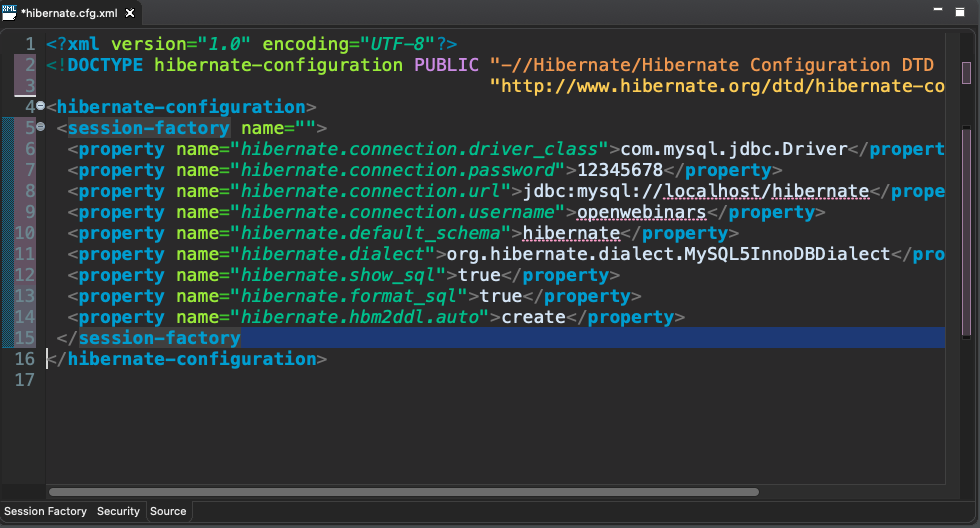 XML *hibernate.cfg.xml
1 <?xml version="1.0" encoding="UTF-8"?>
2 <!DOCTYPE hibernate-configuration PUBLIC "-//Hibernate/Hibernate Configuration DTD
3 "http://www.hibernate.org/dtd/hibernate-co
4 <hibernate-configuration>
5 <session-factory name="">
6 <property name="hibernate.connection.driver_class">com.mysql.jdbc.Driver</propert
7 <property name="hibernate.connection.password">12345678</property>
8 <property name="hibernate.connection.url">jdbc:mysql://localhost/hibernate</prope
9 <property name="hibernate.connection.username">openwebinars</property>
10 <property name="hibernate.default_schema">hibernate</property>
11 <property name="hibernate.dialect">org.hibernate.dialect.MySQL5InnoDBDialect</pro
12 <property name="hibernate.show_sql">true</property>
13 <property name="hibernate.format_sql">true</property>
14 <property name="hibernate.hbm2ddl.auto">create</property>
15 </session-factory
16 </hibernate-configuration>
17
Session Factory Security Source